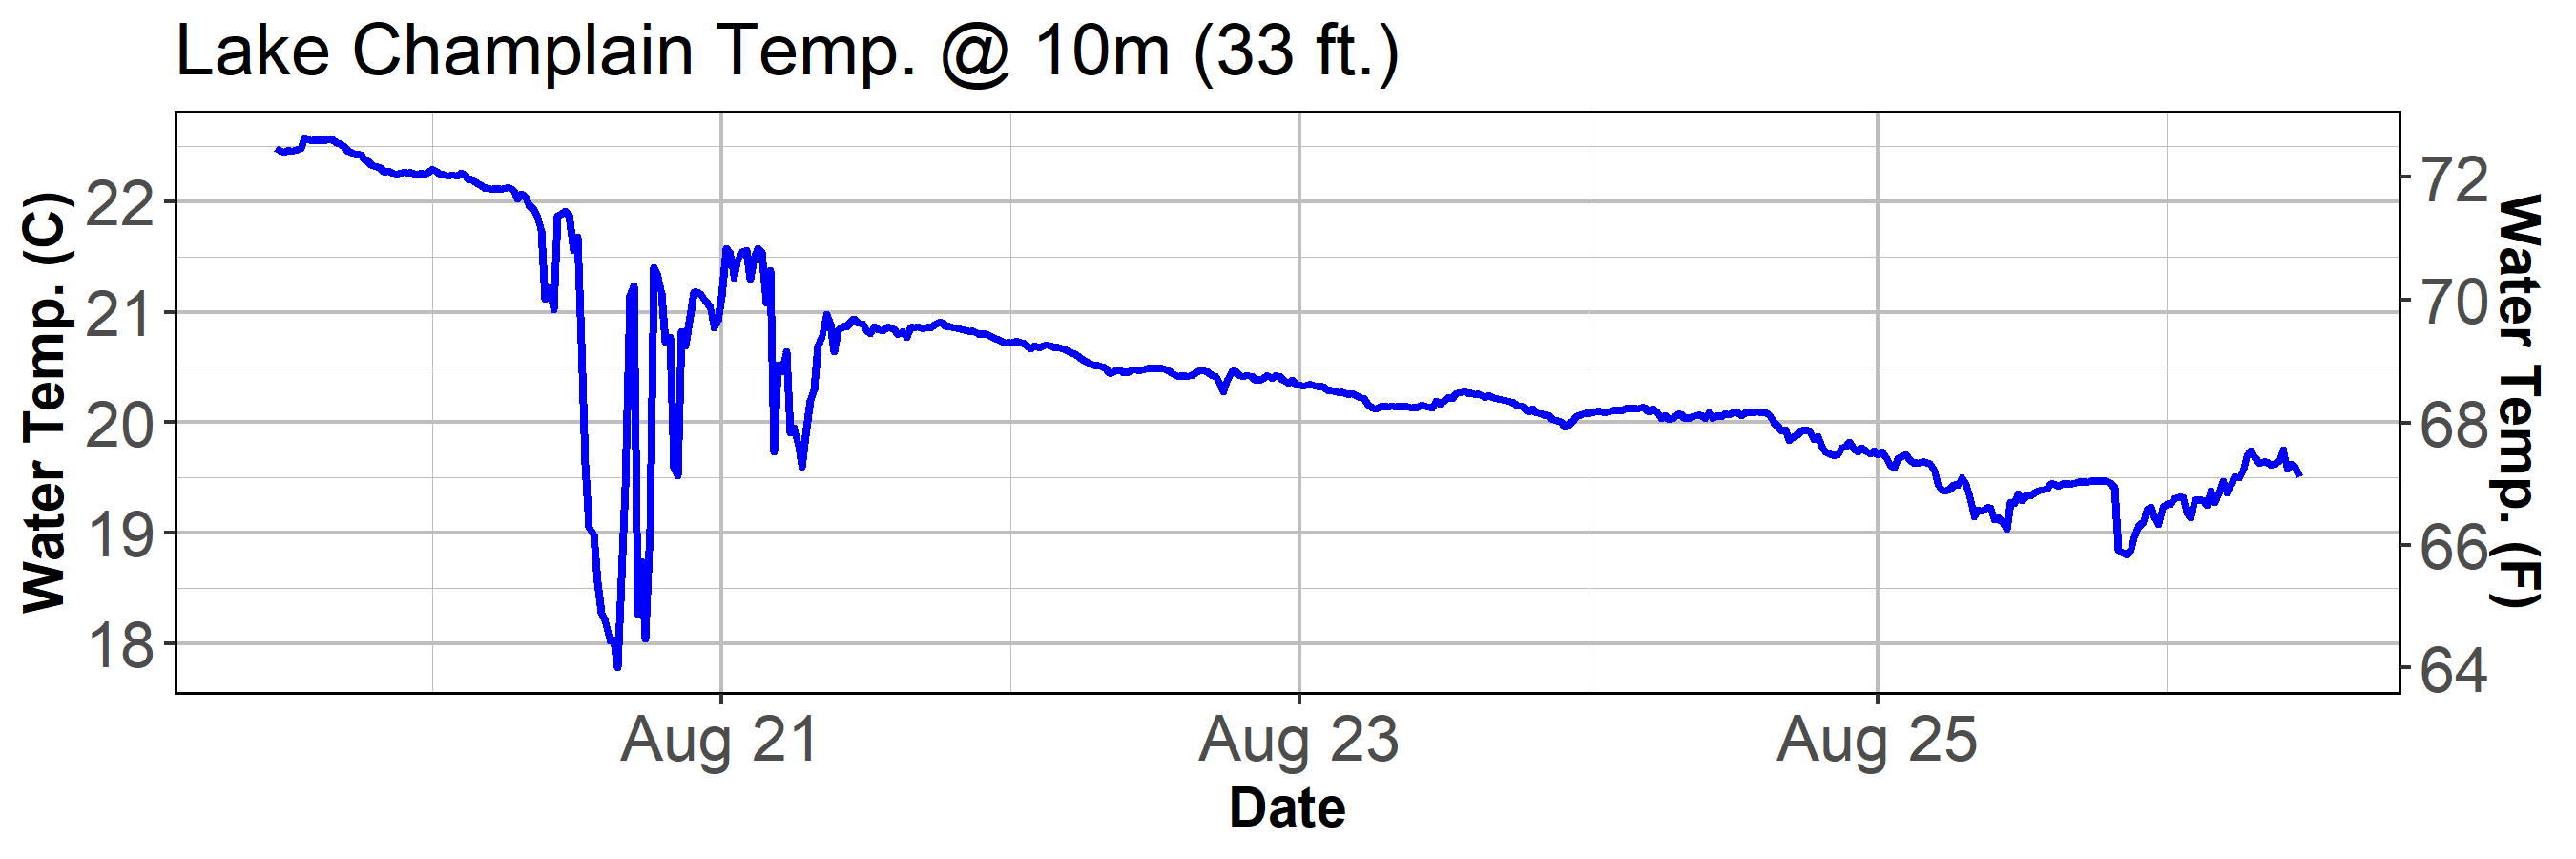 Lake Champlain Temp. @ 10m (33 ft.)
Water Temp. (C)
22
21
20
19
18
72
70
68
66
64
Water Temp. (F)
Aug 21
Aug 23
Aug 25
Date